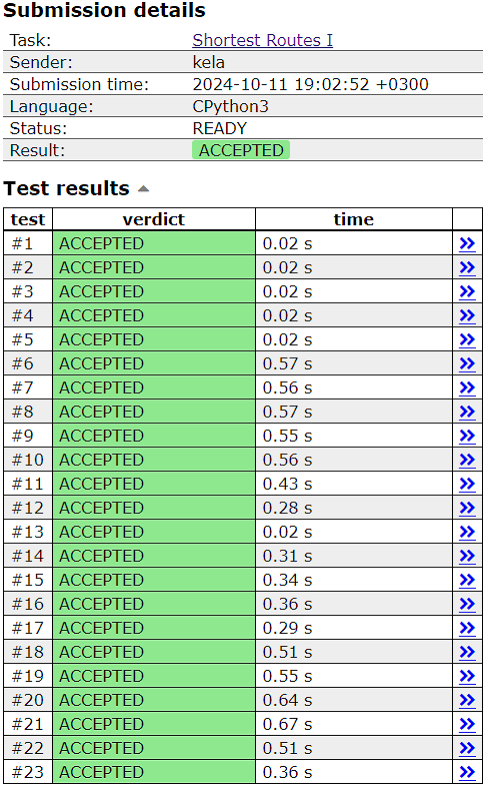 Submission details
Task: Shortest Routes I
Sender: kela
Submission time: 2024-10-11 19:02:52 +0300
Language: CPython3
Status: READY
Result: ACCEPTED
Test results
test verdict time
#1 ACCEPTED 0.02 s
#2 ACCEPTED 0.02 s
#3 ACCEPTED 0.02 s
#4 ACCEPTED 0.02 s
#5 ACCEPTED 0.02 s
#6 ACCEPTED 0.57 s
#7 ACCEPTED 0.56 s
#8 ACCEPTED 0.57 s
#9 ACCEPTED 0.55 s
#10 ACCEPTED 0.56 s
#11 ACCEPTED 0.43 s
#12 ACCEPTED 0.28 s
#13 ACCEPTED 0.02 s
#14 ACCEPTED 0.31 s
#15 ACCEPTED 0.34 s
#16 ACCEPTED 0.36 s
#17 ACCEPTED 0.29 s
#18 ACCEPTED 0.51 s
#19 ACCEPTED 0.55 s
#20 ACCEPTED 0.64 s
#21 ACCEPTED 0.67 s
#22 ACCEPTED 0.51 s
#23 ACCEPTED 0.36 s